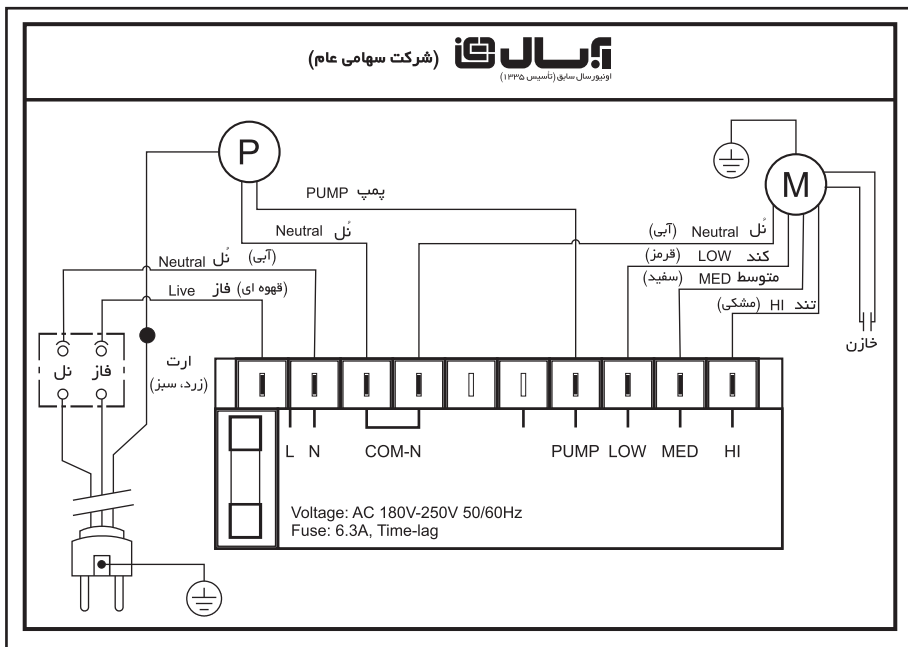 آبسال (شرکت سهامی عام)
اونیورسال سابق (تأسیس ۱۳۳۵)
P
M
PUMP پمپ
Neutral نُل
(آبی) Neutral نُل
(قرمز) LOW کند
(سفید) MED متوسط
(مشکی) HI تند
Neutral نُل (آبی)
Live فاز (قهوه ای)
خازن
نل فاز
ارت
(زرد، سبز)
L N COM-N PUMP LOW MED HI
Voltage: AC 180V-250V 50/60Hz
Fuse: 6.3A, Time-lag